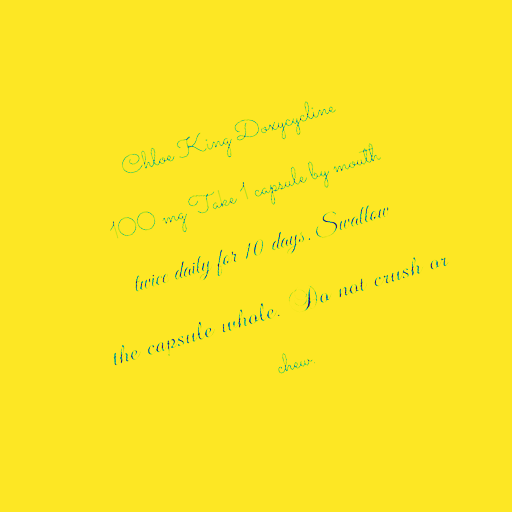 Chloe King Doxycycline
100 mg Take 1 capsule by mouth
twice daily for 10 days. Swallow
the capsule whole. Do not crush or
chew.